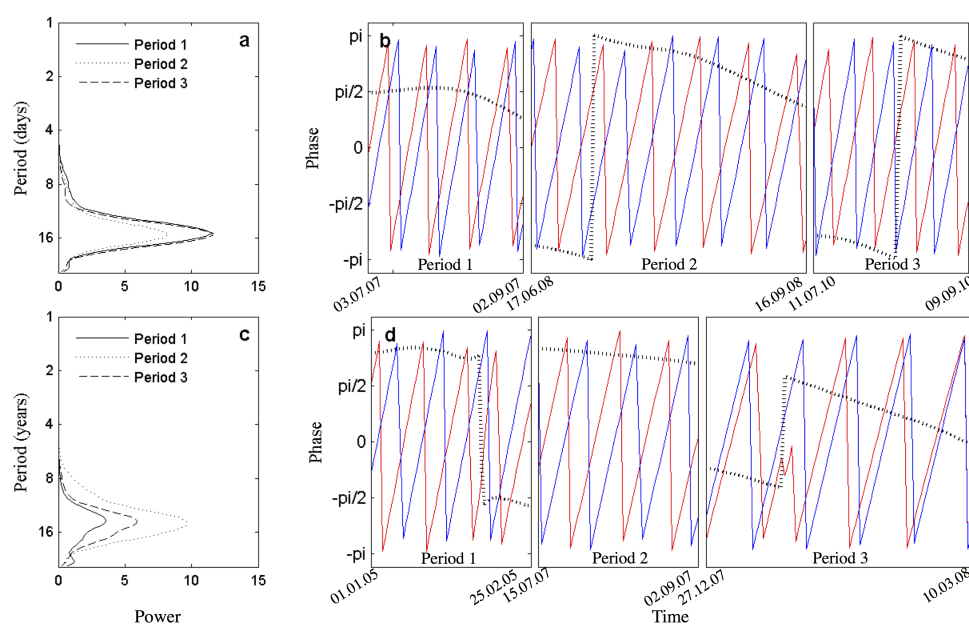 a
Period (days)
1
2
4
8
16
0
5
10
15
Period 1
Period 2
Period 3
b
Phase
pi
pi/2
0
-pi/2
-pi
Period 1
Period 2
Period 3
03.07.07
02.09.07
17.06.08
16.09.08
11.07.10
09.09.10
c
Period (years)
1
2
4
8
16
0
5
10
15
Period 1
Period 2
Period 3
Power
d
Phase
pi
pi/2
0
-pi/2
-pi
Period 1
Period 2
Period 3
01.01.05
25.02.05
15.07.07
02.09.07
27.12.07
10.03.08
Time